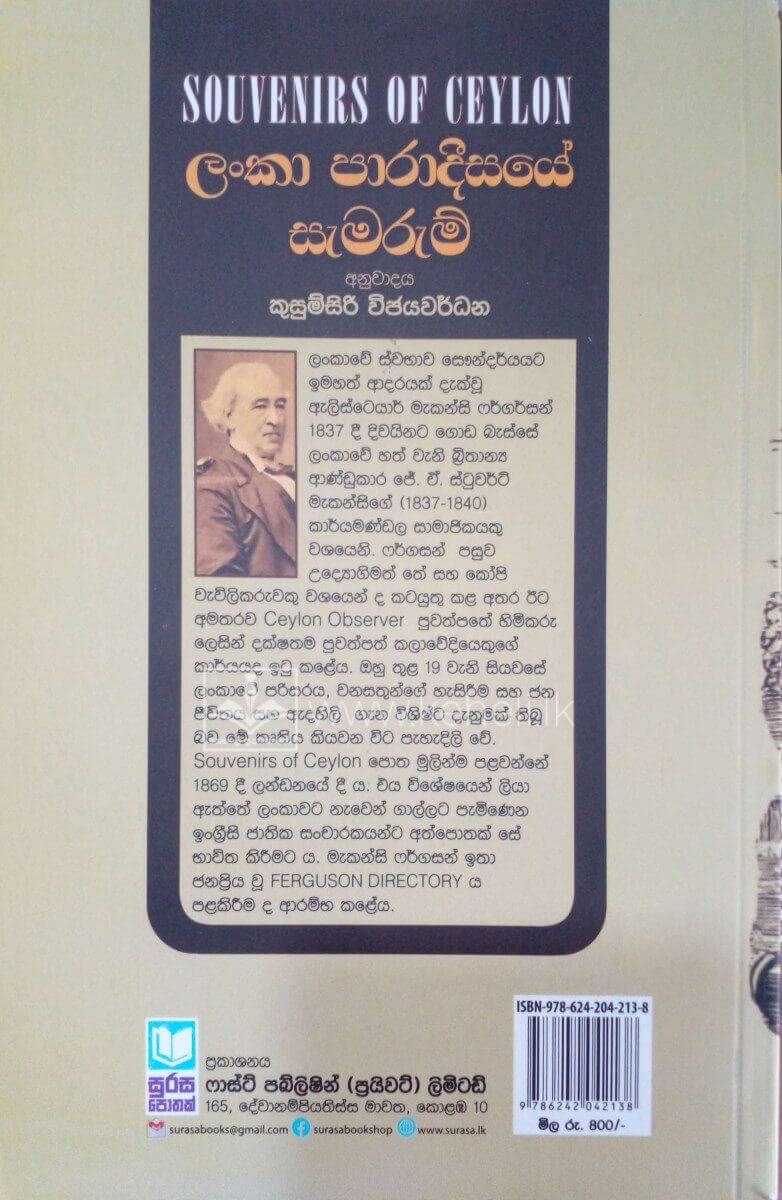 SOUVENIRS OF CEYLON
ලංකා පාරාදීසයේ
සැමරුම්
අනුවාදය
කුසුම්සිරි විජයවර්ධන
ලංකාවේ ස්වභාව සෞන්දර්යයට
ඉමහත් ආදරයක් දැක්වූ
ඇලිස්ටෙයාර් මැකන්සි ෆර්ගර්සන්
1837 දී දිවයිනට ගොඩ බැස්සේ
ලංකාවේ හත් වැනි බ්‍රිතාන්‍ය
ආණ්ඩුකාර ජේ. ඒ. ස්ටුවර්ට්
මැකන්සිගේ (1837-1840)
කාර්යමණ්ඩල සාමාජිකයකු
වශයෙනි. ෆර්ගසන් පසුව
උද්‍යොගිමත් තේ සහ කෝපි
වැවිලිකරුවකු වශයෙන් ද කටයුතු කළ අතර ඊට
අමතරව Ceylon Observer පුවත්පතේ හිමිකරු
ලෙසින් දක්ෂතම පුවත්පත් කලාවේදියෙකුගේ
කාර්යයද ඉටු කළේය. ඔහු තුළ 19 වැනි සියවසේ
ලංකාවේ පරිසරය, වනසතුන්ගේ හැසිරීම සහ ජන
ජීවිතය සහ ඇදහිලි ගැන විශිෂ්ට දැනුමක් තිබූ
බව මේ කෘතිය කියවන විට පැහැදිලි වේ.
Souvenirs of Ceylon පොත මුලින්ම පළවන්නේ
1869 දී ලන්ඩනයේ දී ය. එය විශේෂයෙන් ලියා
ඇත්තේ ලංකාවට නැවෙන් ගාල්ලට පැමිණෙන
ඉංග්‍රීසි ජාතික සංචාරකයන්ට අත්පොතක් සේ
භාවිත කිරීමට ය. මැකන්සි ෆර්ගසන් ඉතා
ජනප්‍රිය වූ FERGUSON DIRECTORY ය
පළකිරීම ද ආරම්භ කළේය.
ISBN-978-624-204-213-8
9 786242 042138
මිල රු. 800/-
සුරස
පොතක්
ප්‍රකාශනය
ෆාස්ට් පබ්ලිෂින් (ප්‍රයිවට්) ලිමිටඩ්
165, දේවානම්පියතිස්ස මාවත, කොළඹ 10
surasabooks@gmail.com surasabookshop www.surasa.lk